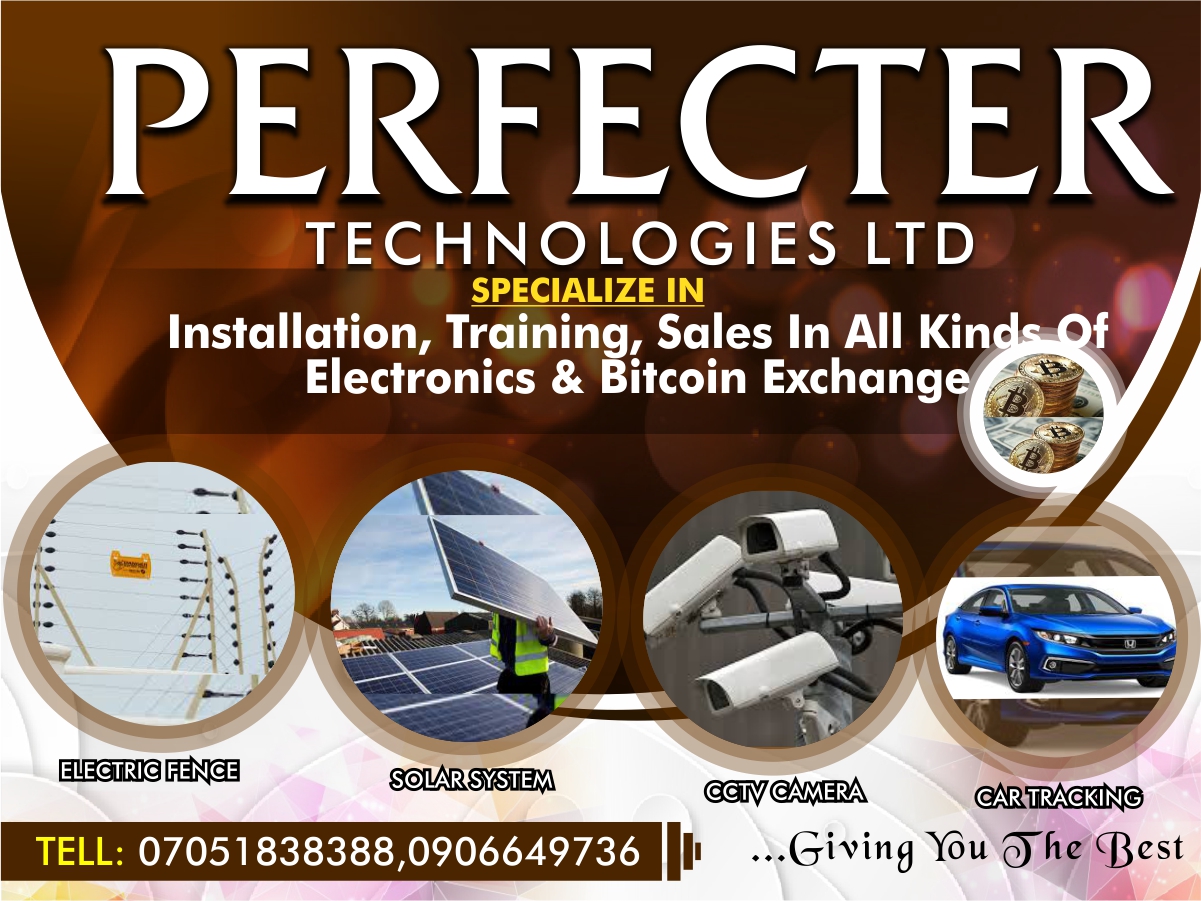 PERFECTER
TECHNOLOGIES LTD
SPECIALIZE IN
Installation, Training, Sales In All Kinds Of
Electronics & Bitcoin Exchange
ELECTRIC FENCE
SOLAR SYSTEM
CCTV CAMERA
CAR TRACKING
TELL: 07051838388,0906649736
...Giving You The Best